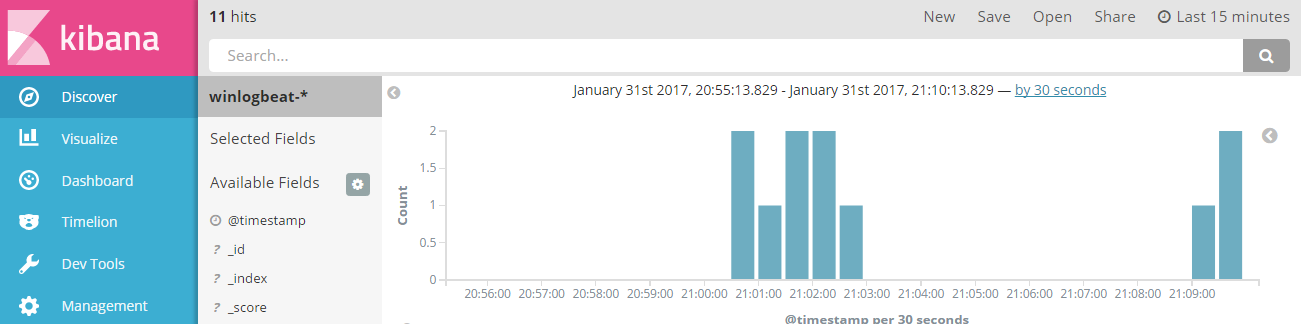 kibana
Discover
Visualize
Dashboard
Timelion
Dev Tools
Management
11 hits
New Save Open Share Last 15 minutes
Search...
winlogbeat-*
Selected Fields
Available Fields
@timestamp
? _id
? _index
? _score
January 31st 2017, 20:55:13.829 - January 31st 2017, 21:10:13.829 — by 30 seconds
Count
2
1.5
1
0.5
0
20:56:00 20:57:00 20:58:00 20:59:00 21:00:00 21:01:00 21:02:00 21:03:00 21:04:00 21:05:00 21:06:00 21:07:00 21:08:00 21:09:00
@timestamp per 30 seconds